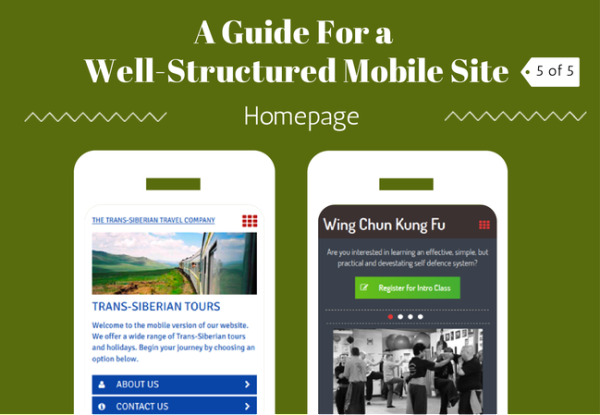 A Guide For a
Well-Structured Mobile Site
5 of 5
Homepage
THE TRANS-SIBERIAN TRAVEL COMPANY
TRANS-SIBERIAN TOURS
Welcome to the mobile version of our website.
We offer a wide range of Trans-Siberian tours
and holidays. Begin your journey by choosing an
option below.
ABOUT US
CONTACT US
Wing Chun Kung Fu
Are you interested in learning an effective, simple, but
practical and devestating self defence system?
Register for Intro Class